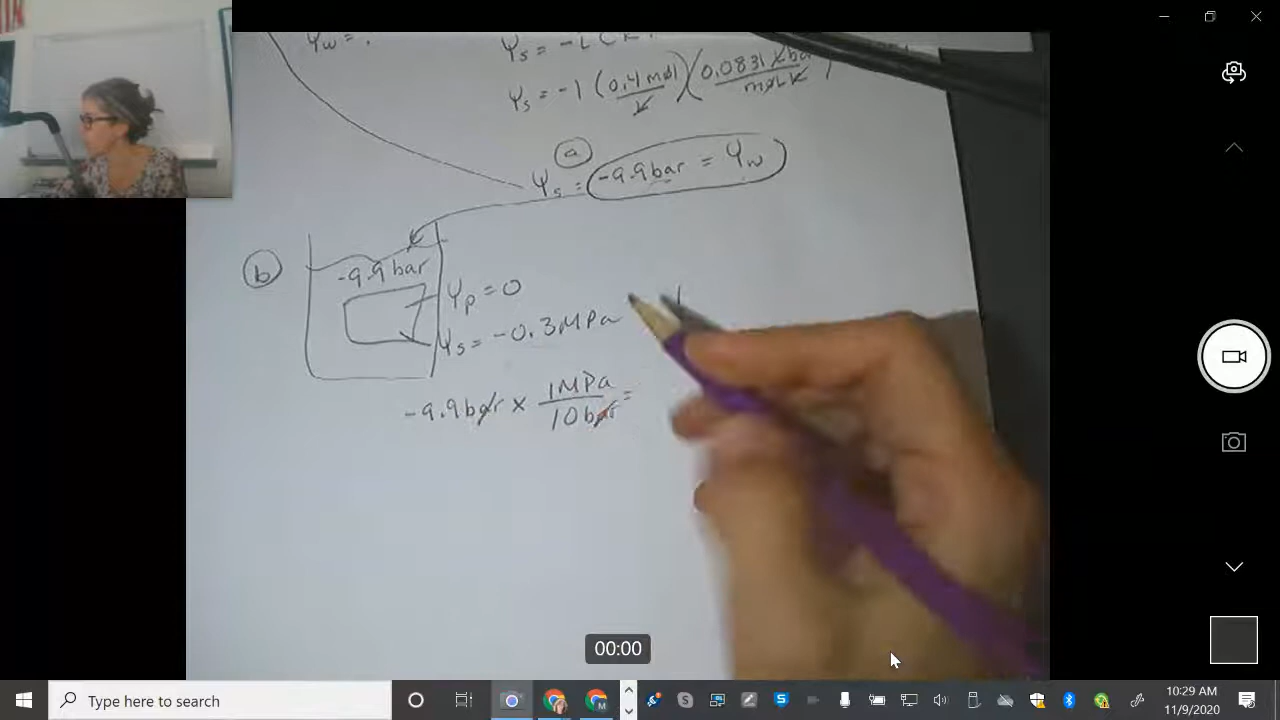 Ψw = ?
Ψs = -i C R
Ψs = -1 (0.4 mol / L)(0.0831 L bar / mol K)
ⓐ
Ψs = -9.9 bar = Ψw
ⓑ
-9.9 bar
Ψp = 0
Ψs = -0.3 MPa
-9.9 bar × 1 MPa / 10 bar =
00:00
Type here to search
10:29 AM
11/9/2020